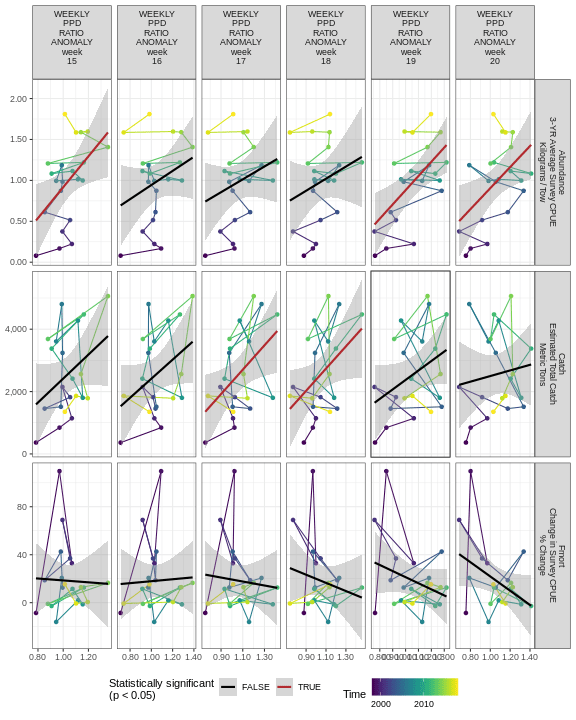 WEEKLY PPD RATIO ANOMALY week 15
WEEKLY PPD RATIO ANOMALY week 16
WEEKLY PPD RATIO ANOMALY week 17
WEEKLY PPD RATIO ANOMALY week 18
WEEKLY PPD RATIO ANOMALY week 19
WEEKLY PPD RATIO ANOMALY week 20
2.00
1.50
1.00
0.50
0.00
Abundance
3-YR Average Survey CPUE
Kilograms / Tow
4,000
2,000
0
Catch
Estimated Total Catch
Metric Tons
80
40
0
Fmort
Change in Survey CPUE
% Change
0.80 1.00 1.20
0.80 1.00 1.20 1.40
0.90 1.10 1.30
0.90 1.10 1.30
0.80 1.00 1.20 1.40
Statistically significant
(p < 0.05)
FALSE
TRUE
Time
2000
2010